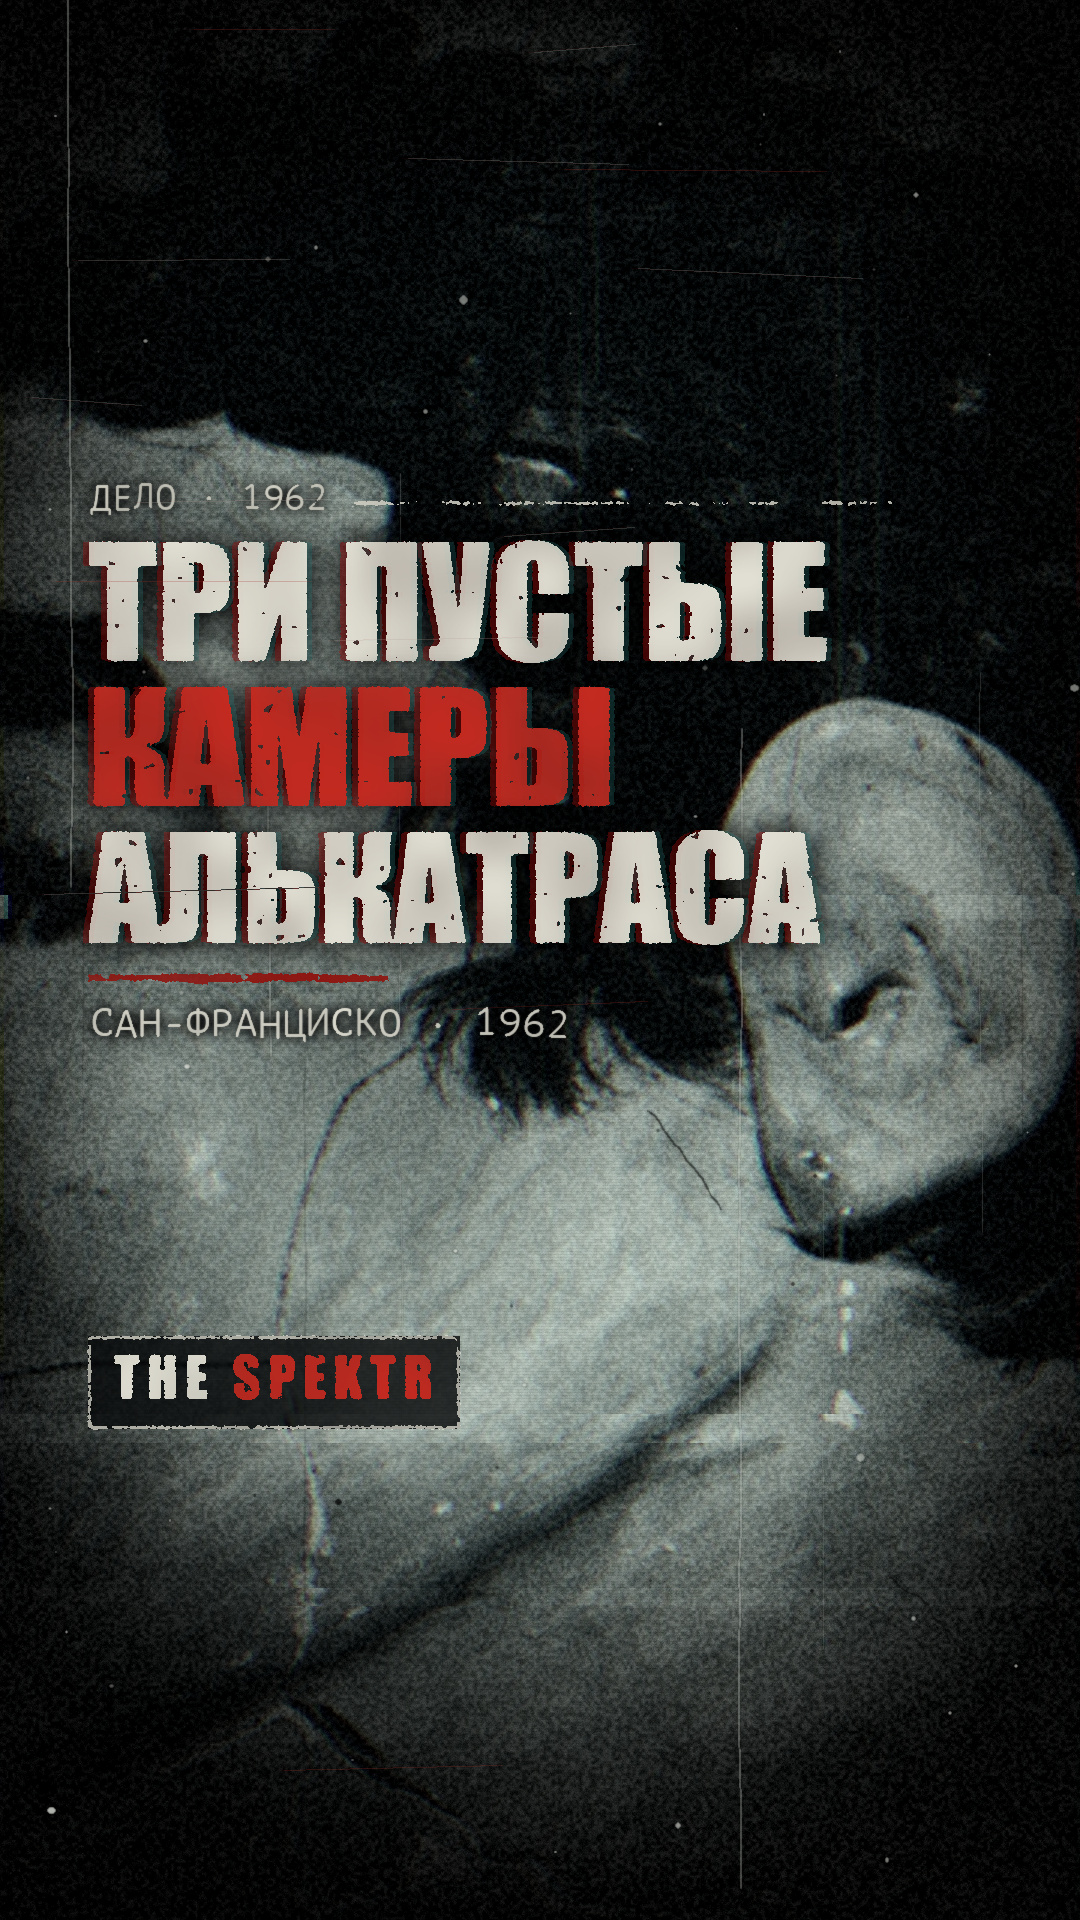 ДЕЛО · 1962
ТРИ ПУСТЫЕ
КАМЕРЫ
АЛЬКАТРАСА
САН-ФРАНЦИСКО · 1962
THE SPEKTR